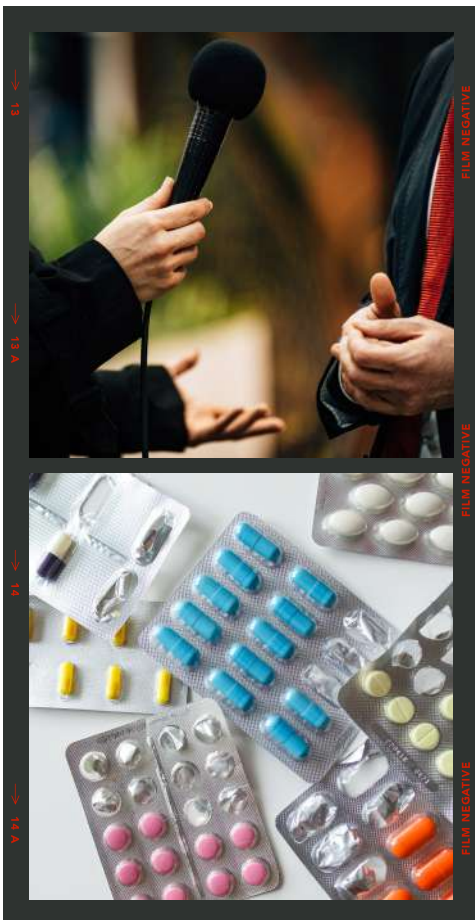 → 13
→ 13 A
→ 14
→ 14 A
FILM NEGATIVE
FILM NEGATIVE
FILM NEGATIVE